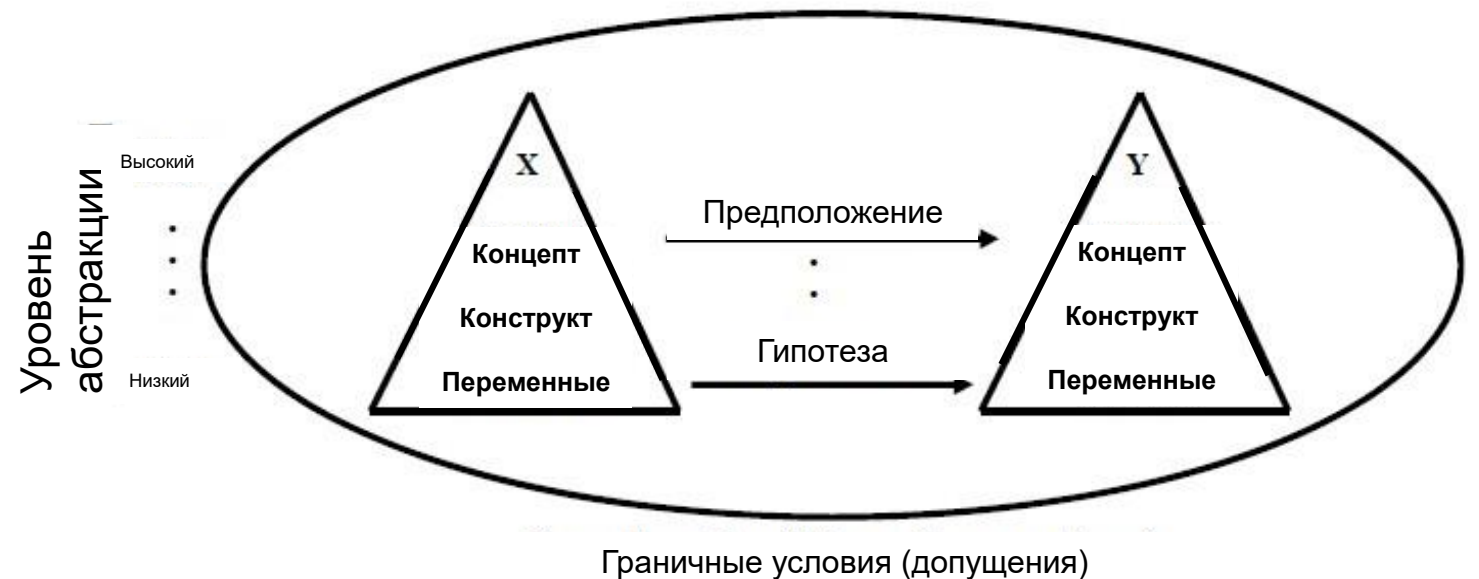 Уровень
абстракции
Высокий
Низкий
X
Концепт
Конструкт
Переменные
Предположение
Гипотеза
Y
Концепт
Конструкт
Переменные
Граничные условия (допущения)